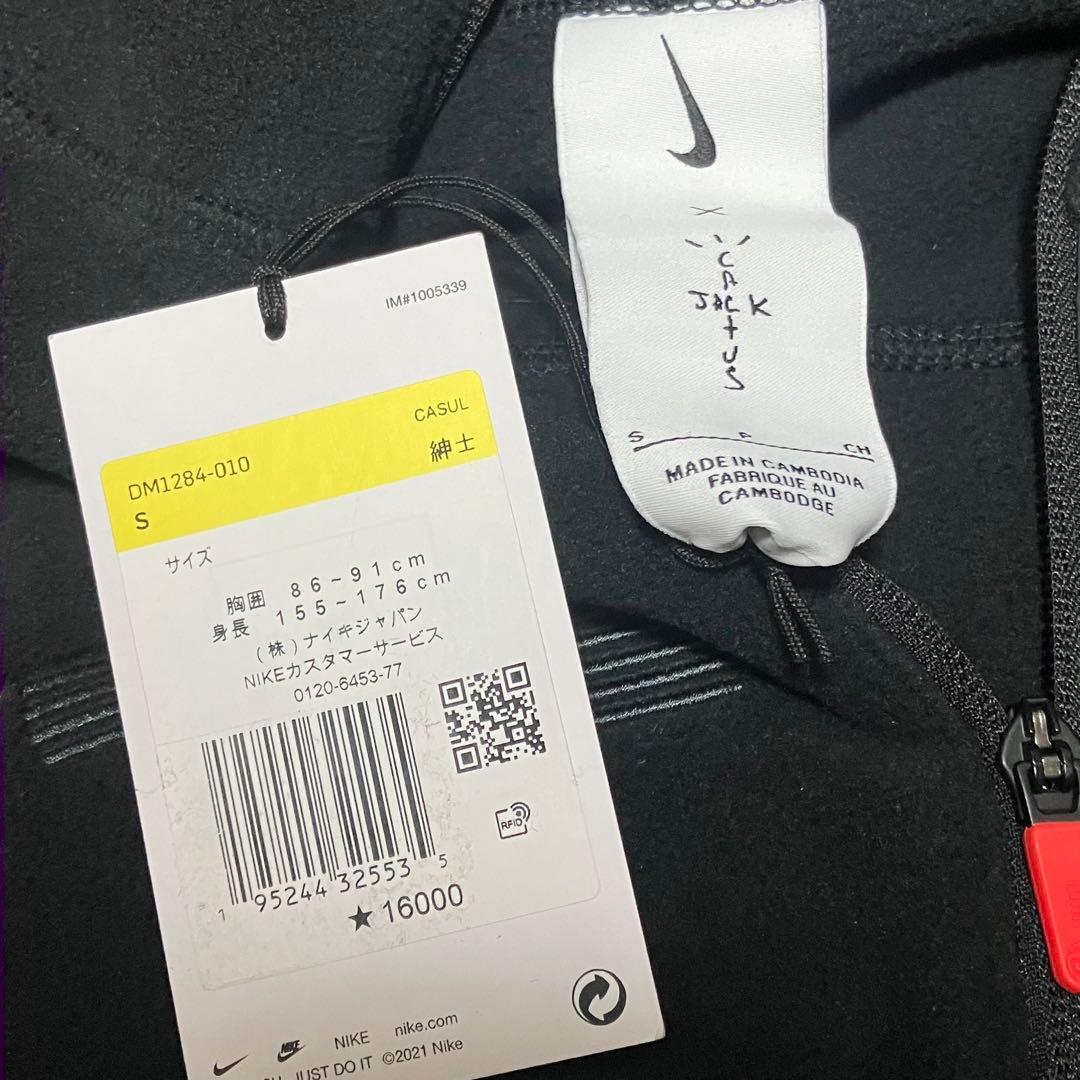 IM#1005339
CASUL
DM1284-010
紳士
S
サイズ
胸囲 86~91cm
身長 155~176cm
(株)ナイキジャパン
NIKEカスタマーサービス
0120-6453-77
RFID
1 95244 32553 5
★16000
NIKE NIKE nike.com
JUST DO IT ©2021 Nike
×
CACTUS
JACK
S P CH
MADE IN CAMBODIA
FABRIQUE AU
CAMBODGE